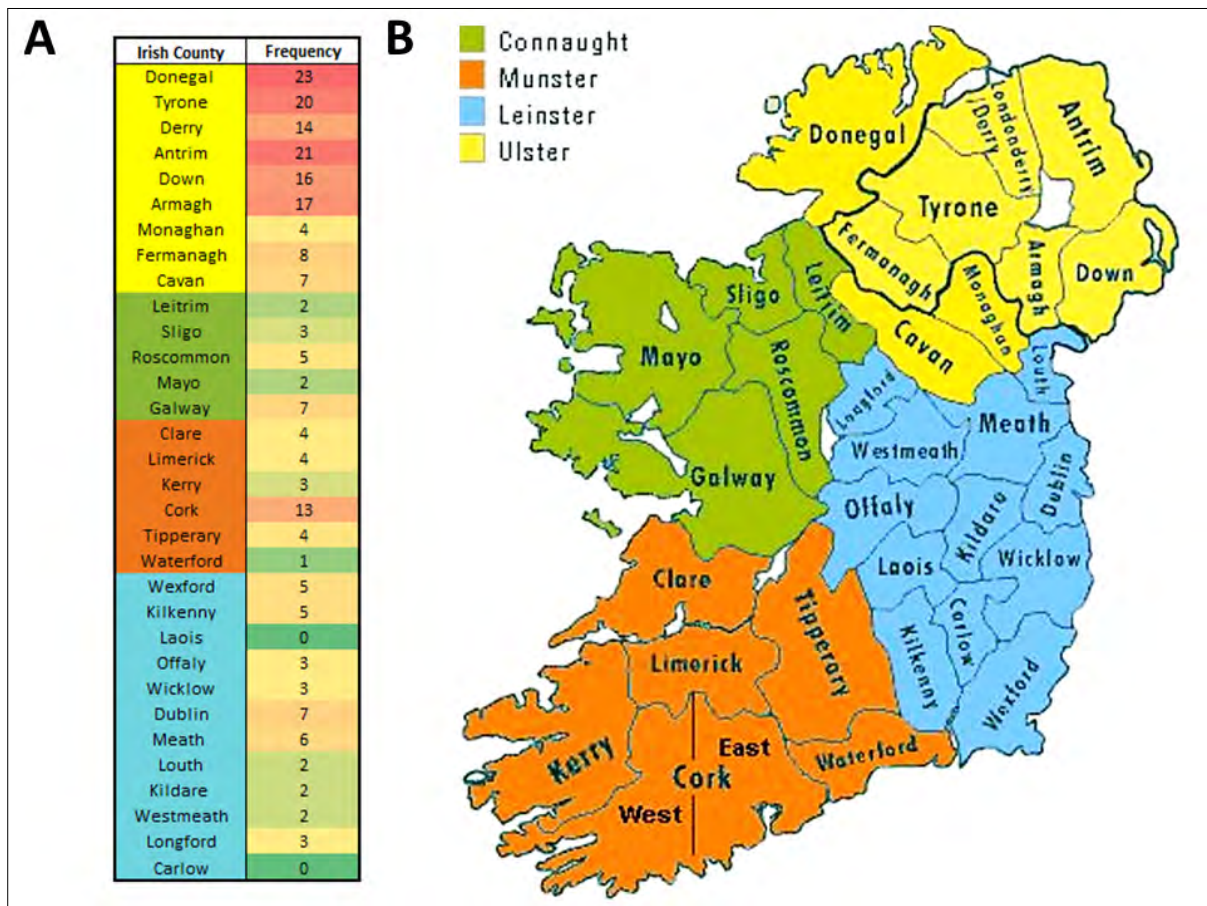 A
Irish County Frequency
Donegal 23
Tyrone 20
Derry 14
Antrim 21
Down 16
Armagh 17
Monaghan 4
Fermanagh 8
Cavan 7
Leitrim 2
Sligo 3
Roscommon 5
Mayo 2
Galway 7
Clare 4
Limerick 4
Kerry 3
Cork 13
Tipperary 4
Waterford 1
Wexford 5
Kilkenny 5
Laois 0
Offaly 3
Wicklow 3
Dublin 7
Meath 6
Louth 2
Kildare 2
Westmeath 2
Longford 3
Carlow 0
B
Connaught
Munster
Leinster
Ulster
Donegal
Londonderry
/Derry
Antrim
Tyrone
Fermanagh
Monaghan
Armagh
Down
Cavan
Sligo
Leitrim
Mayo
Roscommon
Galway
Louth
Longford
Meath
Westmeath
Dublin
Offaly
Kildare
Wicklow
Laois
Carlow
Kilkenny
Wexford
Clare
Tipperary
Limerick
Kerry
East
Cork
West
Waterford